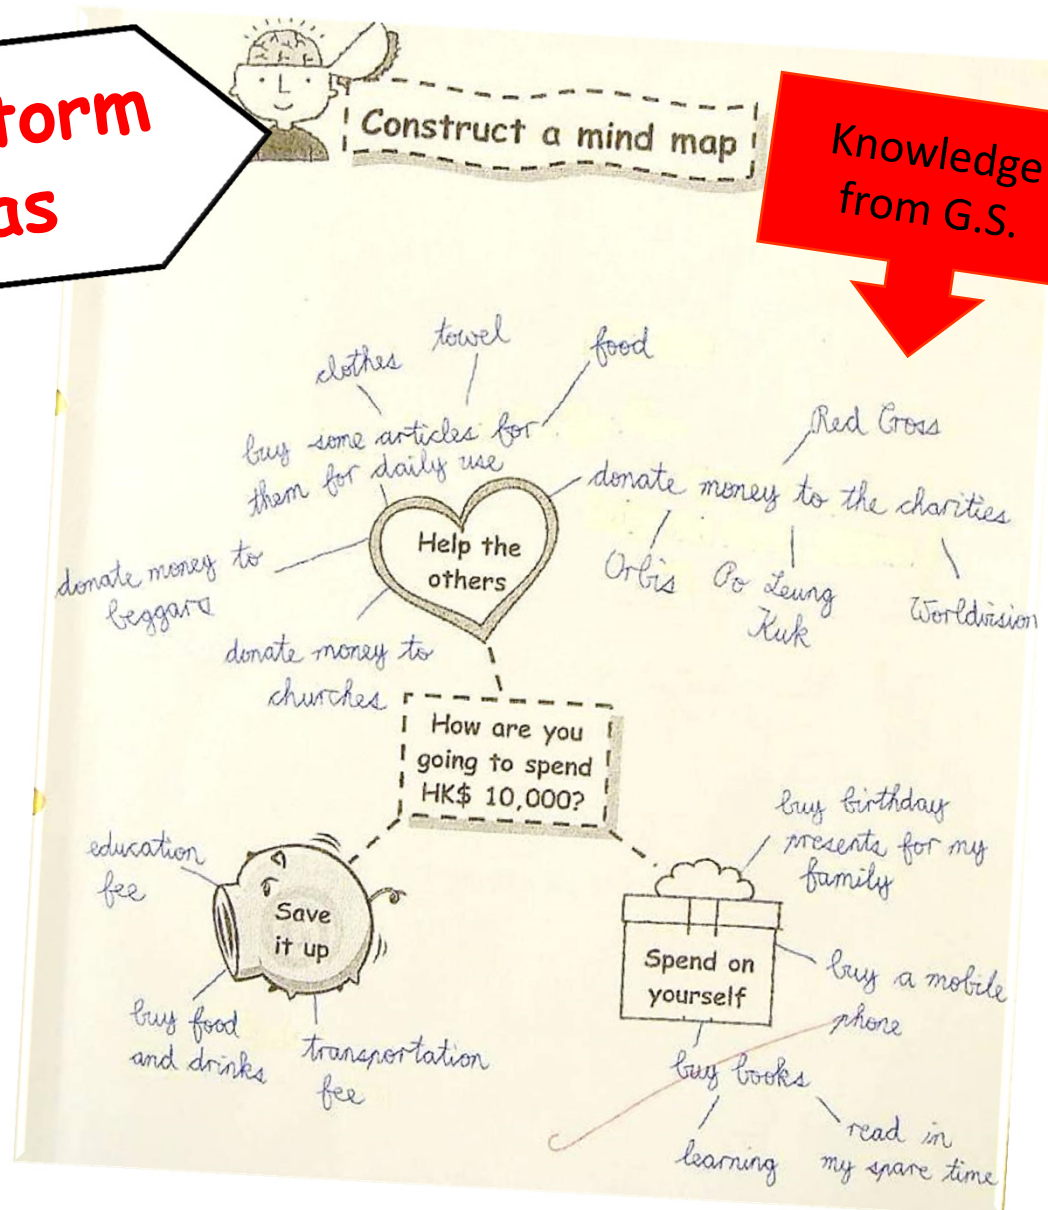 torm
as
Construct a mind map
Knowledge
from G.S.
clothes
towel
food
buy some articles for
them for daily use
Red Cross
donate money to the charities
Orbis
Po Leung
Kuk
Worldvision
Help the
others
donate money to
beggars
donate money to
churches
How are you
going to spend
HK$ 10,000?
education
fee
Save
it up
buy food
and drinks
transportation
fee
buy birthday
presents for my
family
Spend on
yourself
buy a mobile
phone
buy books
learning
read in
my spare time